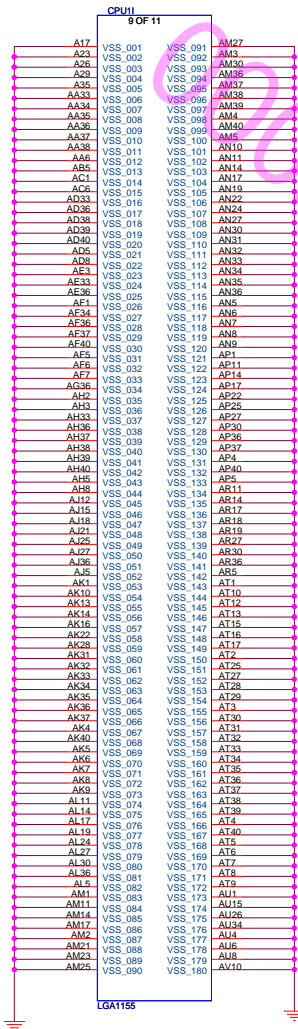 CPU1I
9 OF 11
A17 VSS_001 VSS_091 AM27
A23 VSS_002 VSS_092 AM3
A26 VSS_003 VSS_093 AM30
A29 VSS_004 VSS_094 AM36
A35 VSS_005 VSS_095 AM37
AA33 VSS_006 VSS_096 AM38
AA34 VSS_007 VSS_097 AM39
AA35 VSS_008 VSS_098 AM4
AA36 VSS_009 VSS_099 AM40
AA37 VSS_010 VSS_100 AM5
AA38 VSS_011 VSS_101 AN10
AA6 VSS_012 VSS_102 AN11
AB5 VSS_013 VSS_103 AN14
AC1 VSS_014 VSS_104 AN17
AC6 VSS_015 VSS_105 AN19
AD33 VSS_016 VSS_106 AN22
AD36 VSS_017 VSS_107 AN24
AD38 VSS_018 VSS_108 AN27
AD39 VSS_019 VSS_109 AN30
AD40 VSS_020 VSS_110 AN31
AD5 VSS_021 VSS_111 AN32
AD8 VSS_022 VSS_112 AN33
AE3 VSS_023 VSS_113 AN34
AE33 VSS_024 VSS_114 AN35
AE36 VSS_025 VSS_115 AN36
AF1 VSS_026 VSS_116 AN5
AF34 VSS_027 VSS_117 AN6
AF36 VSS_028 VSS_118 AN7
AF37 VSS_029 VSS_119 AN8
AF40 VSS_030 VSS_120 AN9
AF5 VSS_031 VSS_121 AP1
AF6 VSS_032 VSS_122 AP11
AF7 VSS_033 VSS_123 AP14
AG36 VSS_034 VSS_124 AP17
AH2 VSS_035 VSS_125 AP22
AH3 VSS_036 VSS_126 AP25
AH33 VSS_037 VSS_127 AP27
AH36 VSS_038 VSS_128 AP30
AH37 VSS_039 VSS_129 AP36
AH38 VSS_040 VSS_130 AP37
AH39 VSS_041 VSS_131 AP4
AH40 VSS_042 VSS_132 AP40
AH5 VSS_043 VSS_133 AP5
AH8 VSS_044 VSS_134 AR11
AJ12 VSS_045 VSS_135 AR14
AJ15 VSS_046 VSS_136 AR17
AJ18 VSS_047 VSS_137 AR18
AJ21 VSS_048 VSS_138 AR19
AJ25 VSS_049 VSS_139 AR27
AJ27 VSS_050 VSS_140 AR30
AJ36 VSS_051 VSS_141 AR36
AJ5 VSS_052 VSS_142 AR5
AK1 VSS_053 VSS_143 AT1
AK10 VSS_054 VSS_144 AT10
AK13 VSS_055 VSS_145 AT12
AK14 VSS_056 VSS_146 AT13
AK16 VSS_057 VSS_147 AT15
AK22 VSS_058 VSS_148 AT16
AK28 VSS_059 VSS_149 AT17
AK31 VSS_060 VSS_150 AT2
AK32 VSS_061 VSS_151 AT25
AK33 VSS_062 VSS_152 AT27
AK34 VSS_063 VSS_153 AT28
AK35 VSS_064 VSS_154 AT29
AK36 VSS_065 VSS_155 AT3
AK37 VSS_066 VSS_156 AT30
AK4 VSS_067 VSS_157 AT31
AK40 VSS_068 VSS_158 AT32
AK5 VSS_069 VSS_159 AT33
AK6 VSS_070 VSS_160 AT34
AK7 VSS_071 VSS_161 AT35
AK8 VSS_072 VSS_162 AT36
AK9 VSS_073 VSS_163 AT37
AL11 VSS_074 VSS_164 AT38
AL14 VSS_075 VSS_165 AT39
AL17 VSS_076 VSS_166 AT4
AL19 VSS_077 VSS_167 AT40
AL24 VSS_078 VSS_168 AT5
AL27 VSS_079 VSS_169 AT6
AL30 VSS_080 VSS_170 AT7
AL36 VSS_081 VSS_171 AT8
AL5 VSS_082 VSS_172 AT9
AM1 VSS_083 VSS_173 AU1
AM11 VSS_084 VSS_174 AU15
AM14 VSS_085 VSS_175 AU26
AM17 VSS_086 VSS_176 AU34
AM2 VSS_087 VSS_177 AU4
AM21 VSS_088 VSS_178 AU6
AM23 VSS_089 VSS_179 AU8
AM25 VSS_090 VSS_180 AV10
LGA1155